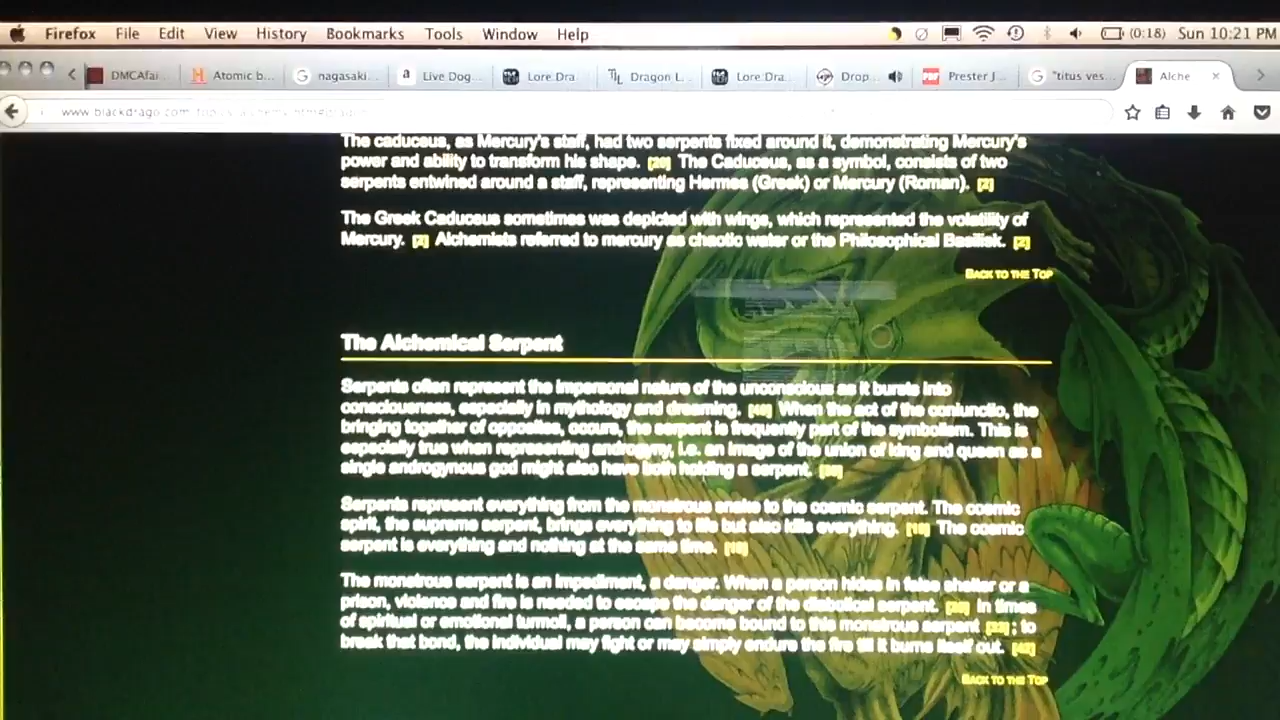 Firefox File Edit View History Bookmarks Tools Window Help (0:18) Sun 10:21 PM
DMCAfai... Atomic b... nagasaki... Live Dog... Lore Dra... Dragon L... Lore: Dra... Drop... Prester J... "titus ves... Alche
www.blackdrago.com
The caduceus, as Mercury's staff, had two serpents fixed around it, demonstrating Mercury's
power and ability to transform his shape. The Caduceus, as a symbol, consists of two
serpents entwined around a staff, representing Hermes (Greek) or Mercury (Roman). [2]
The Greek Caduceus sometimes was depicted with wings, which represented the volatility of
Mercury. [2] Alchemists referred to mercury as chaotic water or the Philosophical Basilisk. [2]
BACK TO THE TOP
The Alchemical Serpent
Serpents often represent the impersonal nature of the unconscious as it bursts into
consciousness, especially in mythology and dreaming. When the act of the coniunctio, the
bringing together of opposites, occurs, the serpent is frequently part of the symbolism. This is
especially true when representing androgyny, i.e. an image of the union of king and queen as a
single androgynous god might also have both holding a serpent.
Serpents represent everything from the monstrous snake to the cosmic serpent. The cosmic
spirit, the supreme serpent, brings everything to life but also kills everything. The cosmic
serpent is everything and nothing at the same time.
The monstrous serpent is an impediment, a danger. When a person hides in false shelter or a
prison, violence and fire is needed to escape the danger of the diabolical serpent. In times
of spiritual or emotional turmoil, a person can become bound to this monstrous serpent ; to
break that bond, the individual may fight or may simply endure the fire till it burns itself out.
BACK TO THE TOP